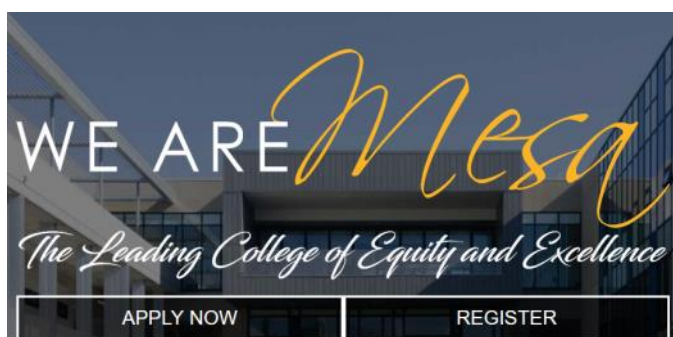 WE ARE Mesa
The Leading College of Equity and Excellence
APPLY NOW
REGISTER